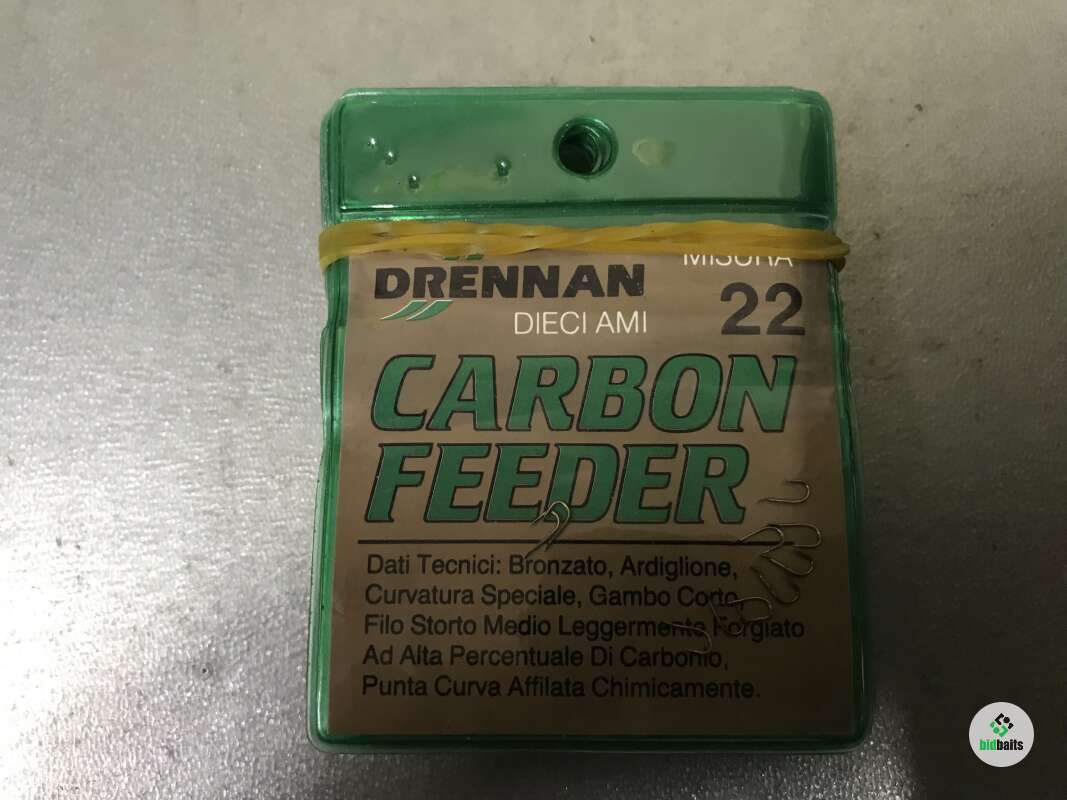 MISURA
DRENNAN
22
DIECI AMI
CARBON
FEEDER
Dati Tecnici: Bronzato, Ardiglione,
Curvatura Speciale, Gambo Corto,
Filo Storto Medio Leggermente Forgiato
Ad Alta Percentuale Di Carbonio,
Punta Curva Affilata Chimicamente.
bidbaits